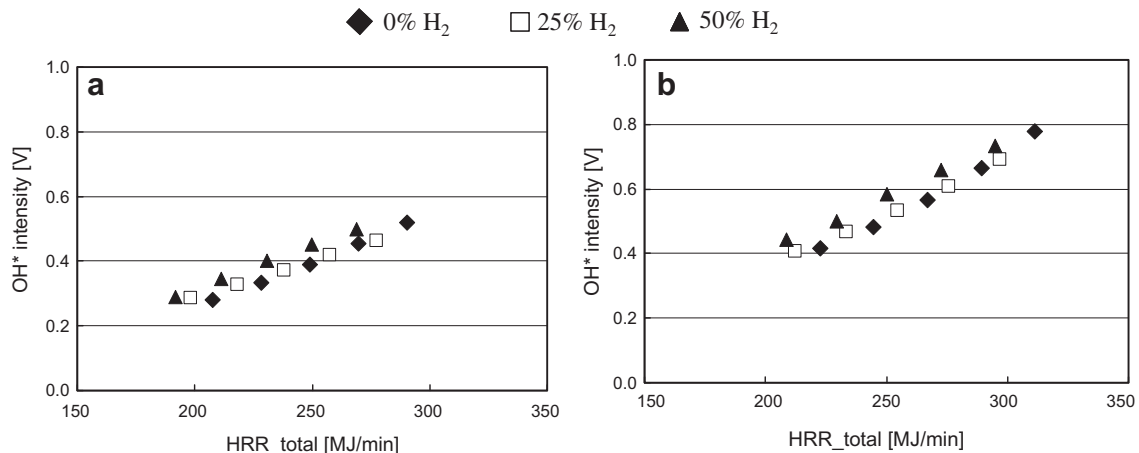 0% H₂ 25% H₂ 50% H₂
a
1.0
0.8
0.6
0.4
0.2
0.0
150 200 250 300 350
OH* intensity [V]
HRR_total [MJ/min]
b
1.0
0.8
0.6
0.4
0.2
0.0
150 200 250 300 350
OH* intensity [V]
HRR_total [MJ/min]